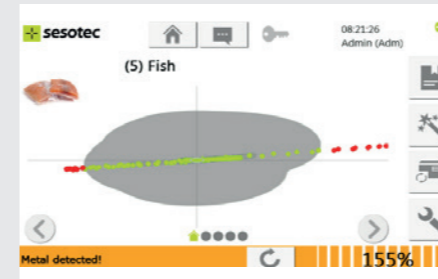 sesotec
08:21:26
Admin (Adm)
(5) Fish
Metal detected!
155%